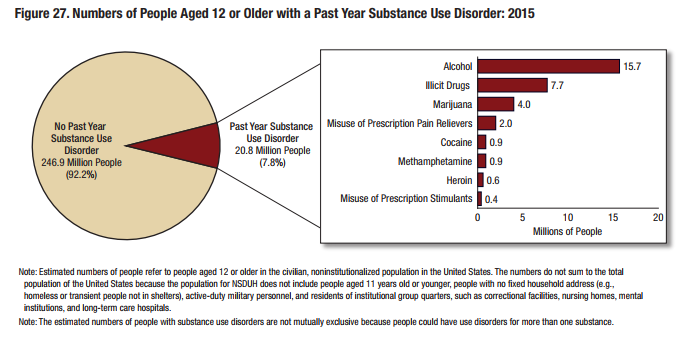 Figure 27. Numbers of People Aged 12 or Older with a Past Year Substance Use Disorder: 2015
No Past Year
Substance Use
Disorder
246.9 Million People
(92.2%)
Past Year Substance
Use Disorder
20.8 Million People
(7.8%)
Alcohol 15.7
Illicit Drugs 7.7
Marijuana 4.0
Misuse of Prescription Pain Relievers 2.0
Cocaine 0.9
Methamphetamine 0.9
Heroin 0.6
Misuse of Prescription Stimulants 0.4
0 5 10 15 20
Millions of People
Note: Estimated numbers of people refer to people aged 12 or older in the civilian, noninstitutionalized population in the United States. The numbers do not sum to the total
population of the United States because the population for NSDUH does not include people aged 11 years old or younger, people with no fixed household address (e.g.,
homeless or transient people not in shelters), active-duty military personnel, and residents of institutional group quarters, such as correctional facilities, nursing homes, mental
institutions, and long-term care hospitals.
Note: The estimated numbers of people with substance use disorders are not mutually exclusive because people could have use disorders for more than one substance.